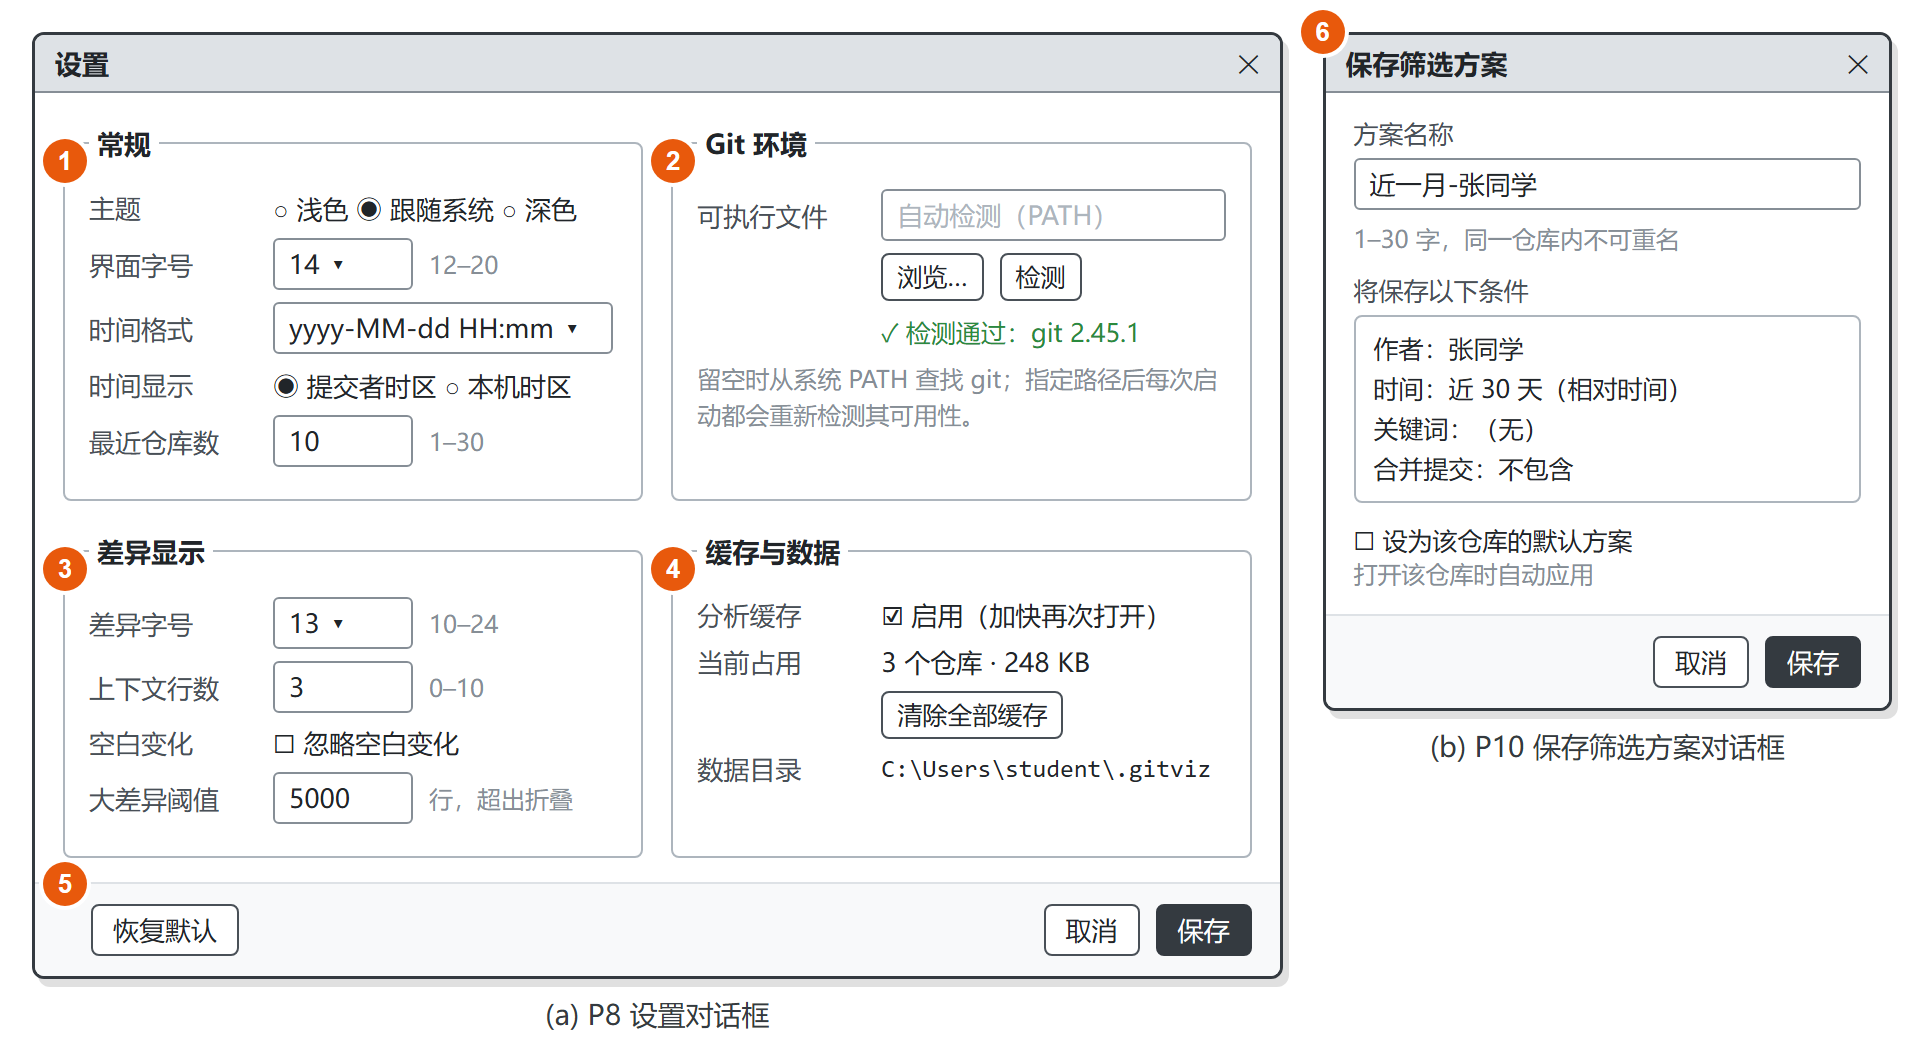 设置
1 常规
主题 浅色 跟随系统 深色
界面字号 14 12–20
时间格式 yyyy-MM-dd HH:mm
时间显示 提交者时区 本机时区
最近仓库数 10 1–30
2 Git 环境
可执行文件 自动检测（PATH）
浏览... 检测
✓ 检测通过：git 2.45.1
留空时从系统 PATH 查找 git；指定路径后每次启
动都会重新检测其可用性。
3 差异显示
差异字号 13 10–24
上下文行数 3 0–10
空白变化 忽略空白变化
大差异阈值 5000 行，超出折叠
4 缓存与数据
分析缓存 启用（加快再次打开）
当前占用 3 个仓库 · 248 KB
清除全部缓存
数据目录 C:\Users\student\.gitviz
5
恢复默认 取消 保存
(a) P8 设置对话框
6 保存筛选方案
方案名称
近一月-张同学
1–30 字，同一仓库内不可重名
将保存以下条件
作者：张同学
时间：近 30 天（相对时间）
关键词：（无）
合并提交：不包含
设为该仓库的默认方案
打开该仓库时自动应用
取消 保存
(b) P10 保存筛选方案对话框